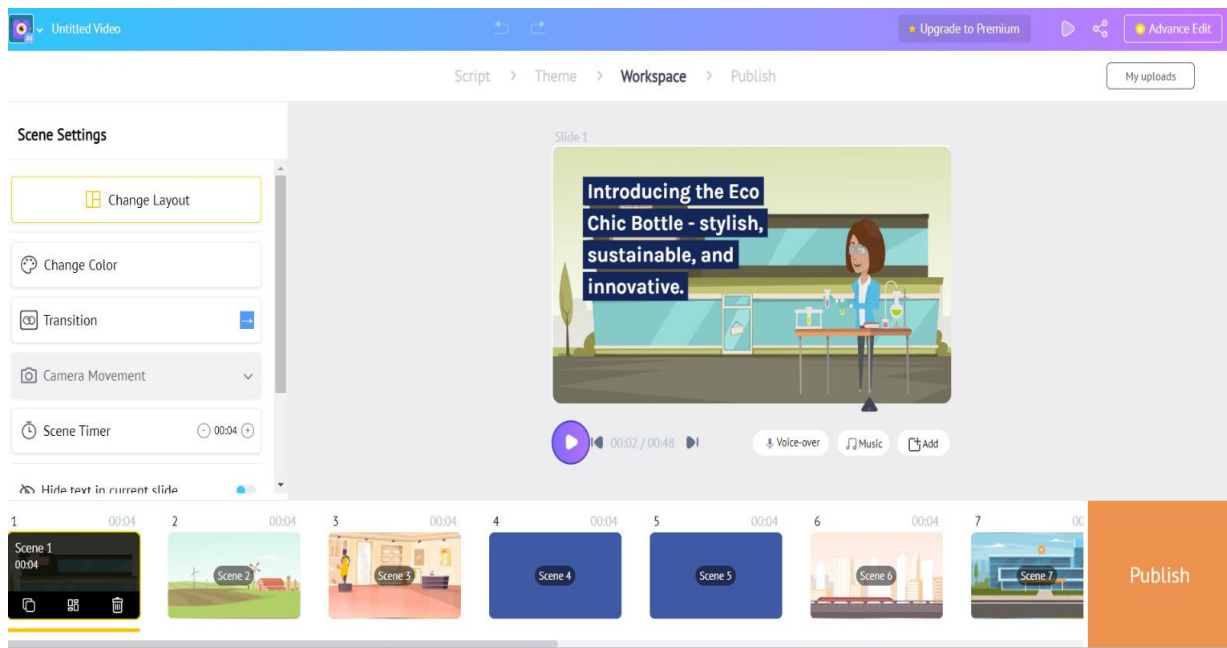 Untitled Video
Upgrade to Premium
Advance Edit
Script > Theme > Workspace > Publish
My uploads
Scene Settings
Change Layout
Change Color
Transition
Camera Movement
Scene Timer
00:04
Hide text in current slide
Slide 1
Introducing the Eco
Chic Bottle - stylish,
sustainable, and
innovative.
00:02 / 00:48
Voice-over
Music
Add
1 00:04
Scene 1
00:04
2 00:04
Scene 2
3 00:04
Scene 3
4 00:04
Scene 4
5 00:04
Scene 5
6 00:04
Scene 6
7 00
Scene 7
Publish